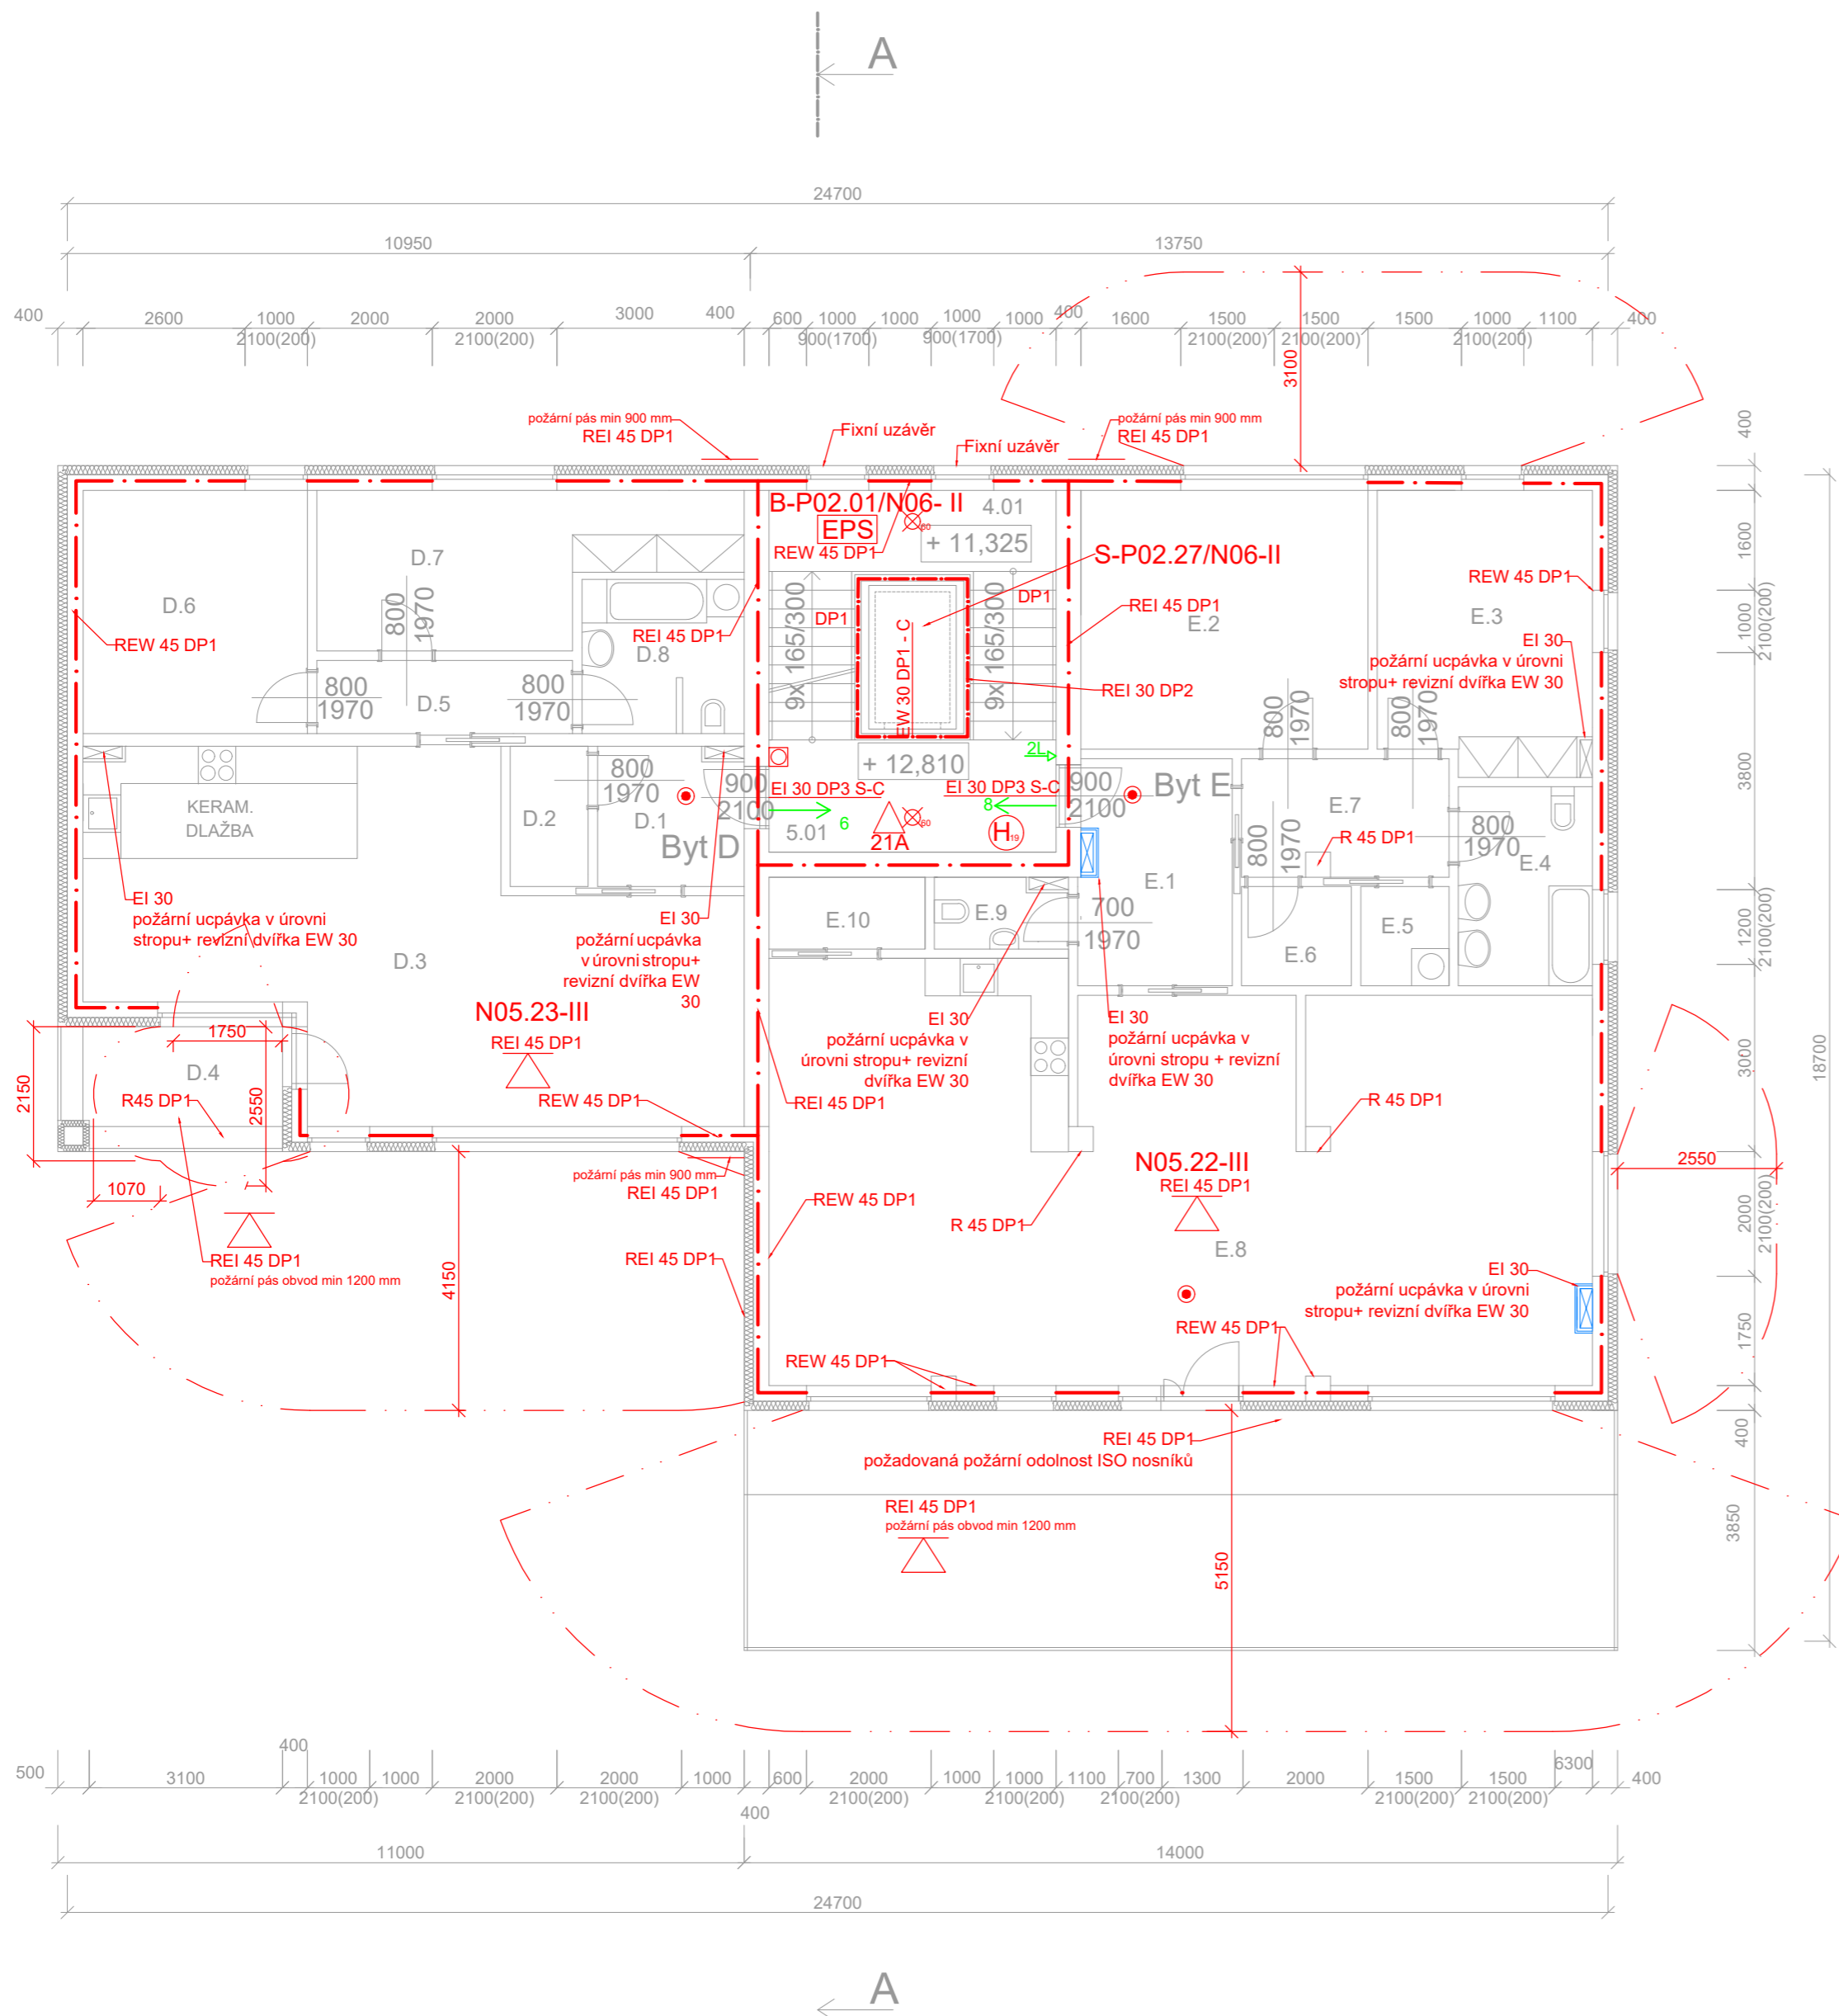 A
24700
10950
13750
400
2600
1000
2100(200)
2000
2000
2100(200)
3000
400
600
1000
900(1700)
1000
1000
900(1700)
1000
400
1600
1500
2100(200)
1500
2100(200)
1500
1000
2100(200)
1100
400
3100
požární pás min 900 mm
REI 45 DP1
Fixní uzávěr
Fixní uzávěr
požární pás min 900 mm
REI 45 DP1
400
B-P02.01/N06- II
4.01
EPS
60
+ 11,325
REW 45 DP1
S-P02.27/N06-II
D.7
D.6
800
1970
REW 45 DP1
REI 45 DP1
D.8
9x 165/300
DP1
EW 30 DP1 - C
DP1
9x 165/300
REI 45 DP1
E.2
REI 30 DP2
REW 45 DP1
E.3
EI 30
požární ucpávka v úrovni
stropu+ revizní dvířka EW 30
1600
1000
2100(200)
18700
800
1970
D.5
800
1970
800
1970
800
1970
3800
+ 12,810
2L
KERAM.
DLAŽBA
D.2
800
1970
D.1
Byt D
900
2100
EI 30 DP3 S-C
6
5.01
60
21A
EI 30 DP3 S-C
8
H19
900
2100
Byt E
E.7
R 45 DP1
800
1970
800
1970
E.4
EI 30
požární ucpávka v úrovni
stropu+ revizní dvířka EW 30
D.3
EI 30
požární ucpávka
v úrovni stropu+
revizní dvířka EW
30
E.10
E.9
700
1970
E.1
E.6
E.5
1200
2100(200)
N05.23-III
REI 45 DP1
1750
2150
D.4
R45 DP1
2550
1070
REW 45 DP1
REI 45 DP1
EI 30
požární ucpávka v
úrovni stropu+ revizní
dvířka EW 30
EI 30
požární ucpávka v
úrovni stropu + revizní
dvířka EW 30
R 45 DP1
3000
2550
požární pás min 900 mm
REI 45 DP1
REW 45 DP1
N05.22-III
REI 45 DP1
R 45 DP1
E.8
2000
2100(200)
REI 45 DP1
požární pás obvod min 1200 mm
4150
REI 45 DP1
EI 30
požární ucpávka v úrovni
stropu+ revizní dvířka EW 30
REW 45 DP1
REW 45 DP1
1750
400
REI 45 DP1
požadovaná požární odolnost ISO nosníků
REI 45 DP1
požární pás obvod min 1200 mm
5150
3850
500
3100
400
1000
2100(200)
1000
2000
2100(200)
2000
2100(200)
1000
400
600
2000
2100(200)
1000
1000
2100(200)
1100
700
2100(200)
1300
2000
1500
2100(200)
1500
2100(200)
6300
400
11000
14000
24700
A